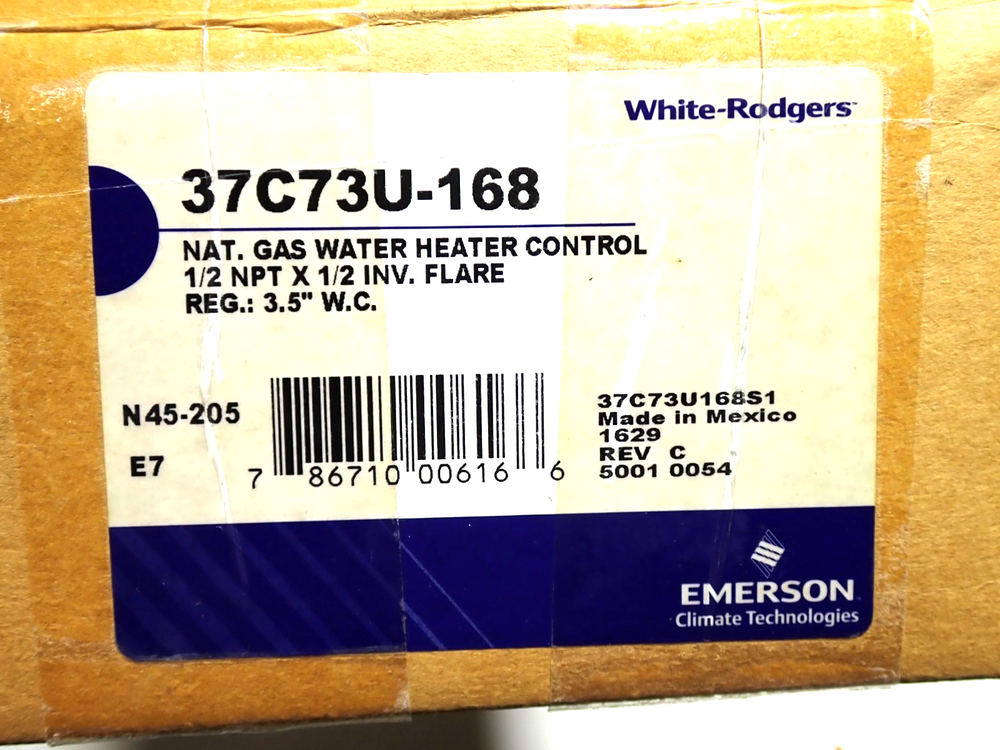 White-Rodgers™
37C73U-168
NAT. GAS WATER HEATER CONTROL
1/2 NPT X 1/2 INV. FLARE
REG.: 3.5" W.C.
N45-205
E7
7 86710 00616 6
37C73U168S1
Made in Mexico
1629
REV C
5001 0054
EMERSON
Climate Technologies